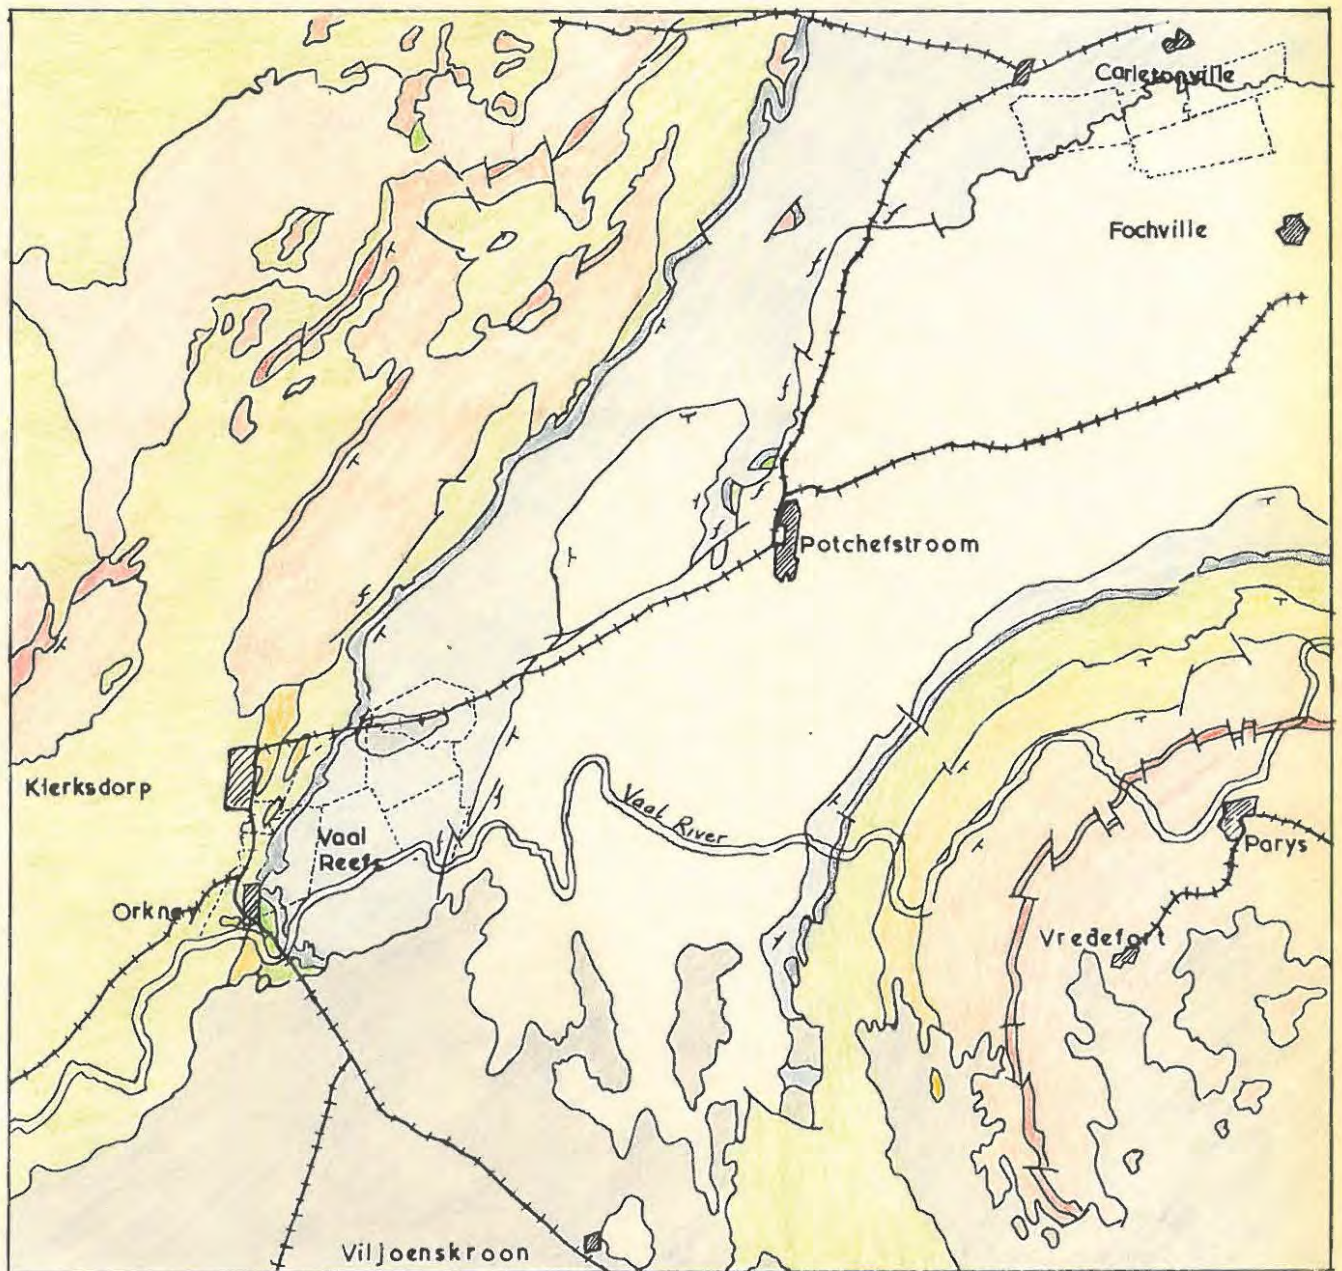 Carletonville
Fochville
Potchefstroom
Klerksdorp
Vaal River
Vaal
Reefs
Parys
Orkney
Vredefort
Viljoenskroon